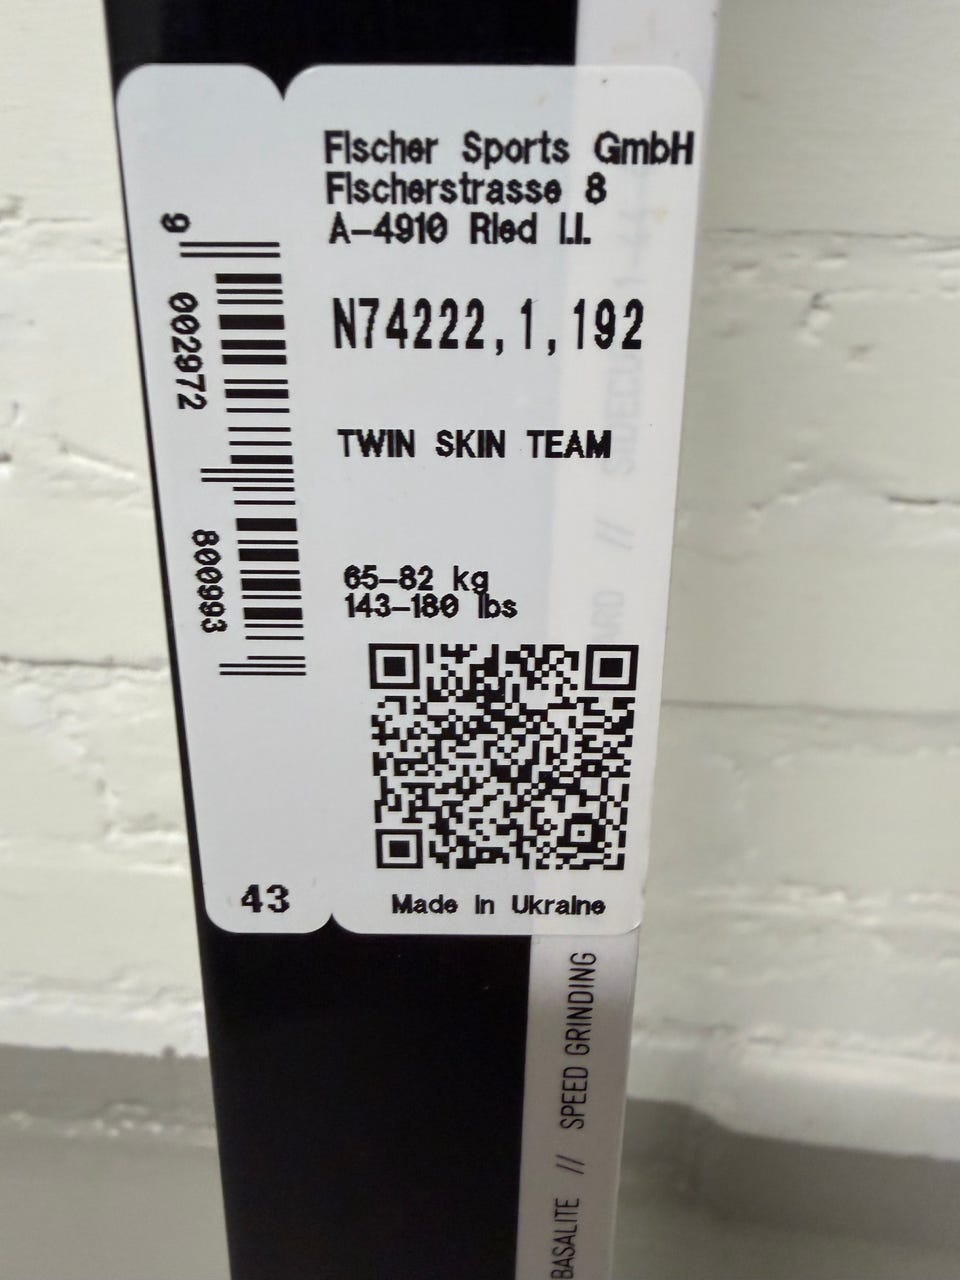 Fischer Sports GmbH
Fischerstrasse 8
A-4910 Ried i.I.
N74222,1,192
TWIN SKIN TEAM
65-82 kg
143-180 lbs
9 002972 800993
43
Made in Ukraine
BASALITE // SPEED GRINDING